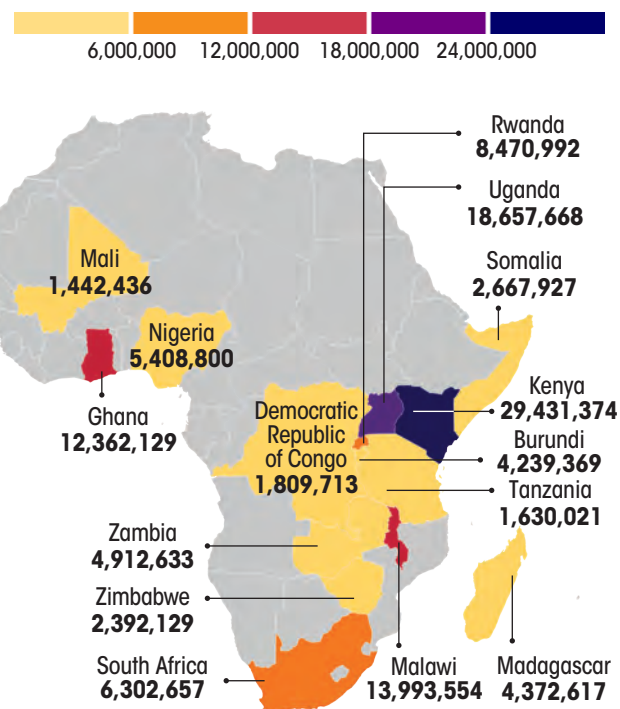 6,000,000 12,000,000 18,000,000 24,000,000
Rwanda
8,470,992
Uganda
18,657,668
Somalia
2,667,927
Mali
1,442,436
Nigeria
5,408,800
Ghana
12,362,129
Democratic
Republic
of Congo
1,809,713
Kenya
29,431,374
Burundi
4,239,369
Tanzania
1,630,021
Zambia
4,912,633
Zimbabwe
2,392,129
South Africa
6,302,657
Malawi
13,993,554
Madagascar
4,372,617